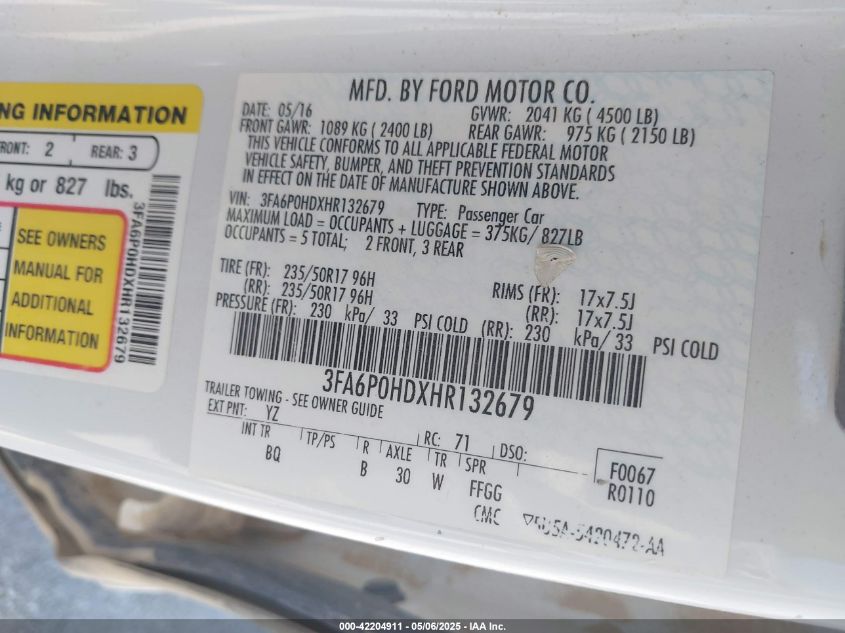 NG INFORMATION
RONT: 2 REAR: 3
kg or 827 lbs.
SEE OWNERS
MANUAL FOR
ADDITIONAL
INFORMATION
3FA6P0HDXHR132679
MFD. BY FORD MOTOR CO.
DATE: 05/16 GVWR: 2041 KG ( 4500 LB)
FRONT GAWR: 1089 KG ( 2400 LB) REAR GAWR: 975 KG ( 2150 LB)
THIS VEHICLE CONFORMS TO ALL APPLICABLE FEDERAL MOTOR
VEHICLE SAFETY, BUMPER, AND THEFT PREVENTION STANDARDS
IN EFFECT ON THE DATE OF MANUFACTURE SHOWN ABOVE.
VIN: 3FA6P0HDXHR132679 TYPE: Passenger Car
MAXIMUM LOAD = OCCUPANTS + LUGGAGE = 375KG/ 827LB
OCCUPANTS = 5 TOTAL; 2 FRONT, 3 REAR
TIRE (FR): 235/50R17 96H RIMS (FR): 17x7.5J
(RR): 235/50R17 96H (RR): 17x7.5J
PRESSURE (FR): 230 kPa/ 33 PSI COLD (RR): 230 kPa/ 33 PSI COLD
3FA6P0HDXHR132679
TRAILER TOWING - SEE OWNER GUIDE
EXT PNT: YZ RC: 71 DSO:
INT TR TP/PS R AXLE TR SPR F0067
BQ B 30 W FFGG R0110
CMC 5U5A-5420472-AA
000-42204911 - 05/06/2025 - IAA Inc.